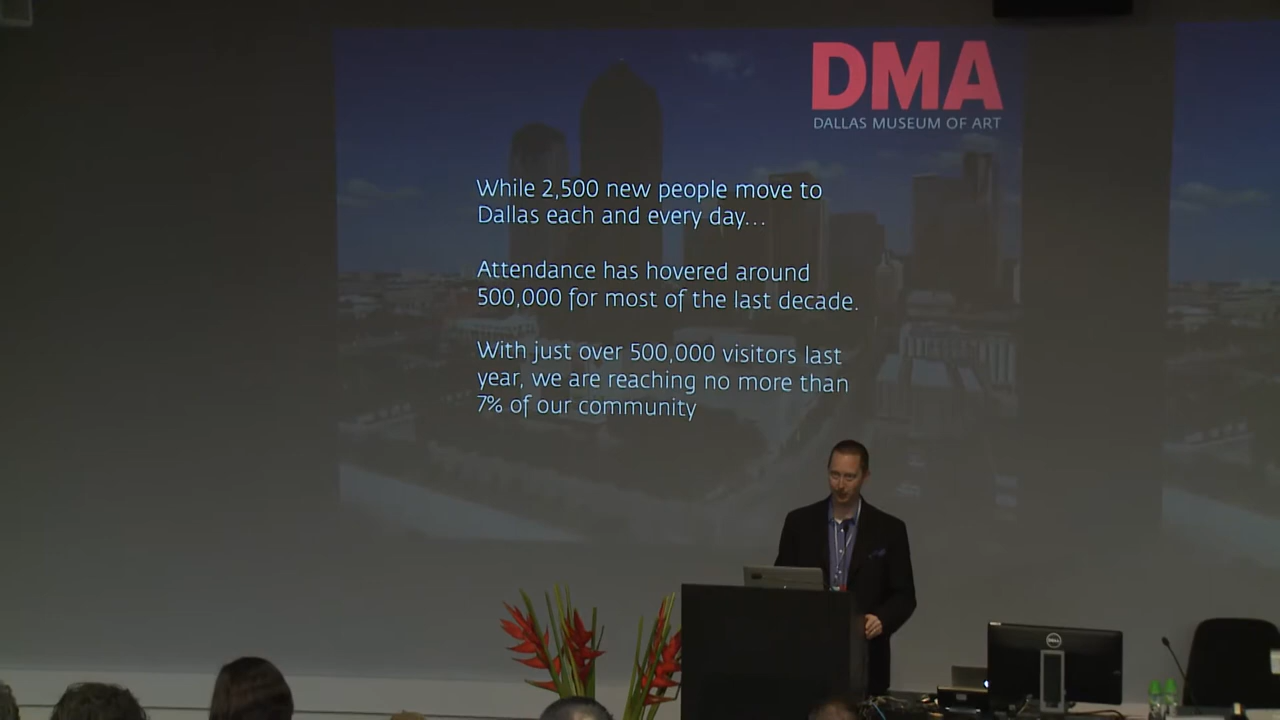 DMA
DALLAS MUSEUM OF ART
While 2,500 new people move to
Dallas each and every day...
Attendance has hovered around
500,000 for most of the last decade.
With just over 500,000 visitors last
year, we are reaching no more than
7% of our community
DELL